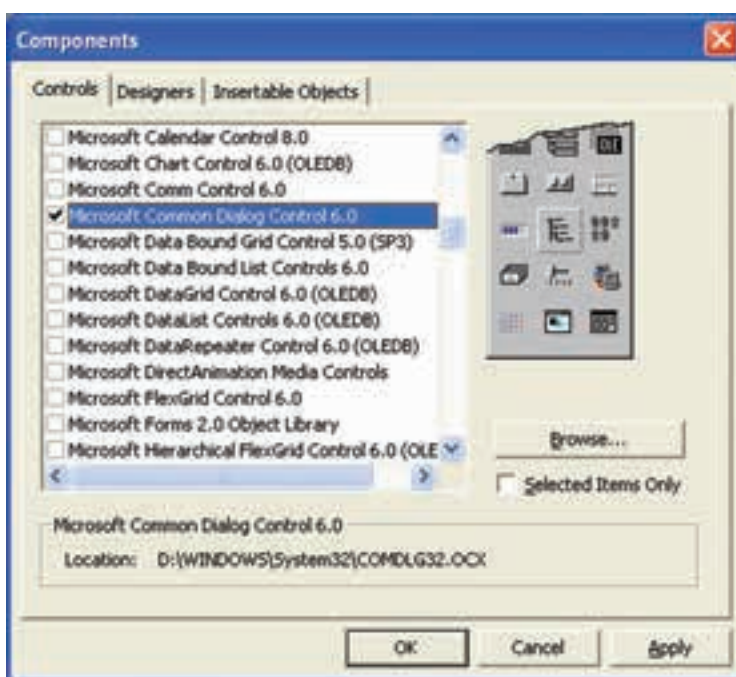 Components
Controls Designers Insertable Objects
Microsoft Calendar Control 8.0
Microsoft Chart Control 6.0 (OLEDB)
Microsoft Comm Control 6.0
Microsoft Common Dialog Control 6.0
Microsoft Data Bound Grid Control 5.0 (SP3)
Microsoft Data Bound List Controls 6.0
Microsoft DataGrid Control 6.0 (OLEDB)
Microsoft DataList Controls 6.0 (OLEDB)
Microsoft DataRepeater Control 6.0 (OLEDB)
Microsoft DirectAnimation Media Controls
Microsoft FlexGrid Control 6.0
Microsoft Forms 2.0 Object Library
Microsoft Hierarchical FlexGrid Control 6.0 (OLE
OLE
Browse...
Selected Items Only
Microsoft Common Dialog Control 6.0
Location: D:\WINDOWS\System32\COMDLG32.OCX
OK Cancel Apply